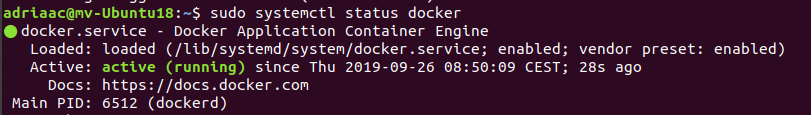 adriaac@mv-Ubuntu18:~$ sudo systemctl status docker
● docker.service - Docker Application Container Engine
   Loaded: loaded (/lib/systemd/system/docker.service; enabled; vendor preset: enabled)
   Active: active (running) since Thu 2019-09-26 08:50:09 CEST; 28s ago
     Docs: https://docs.docker.com
 Main PID: 6512 (dockerd)